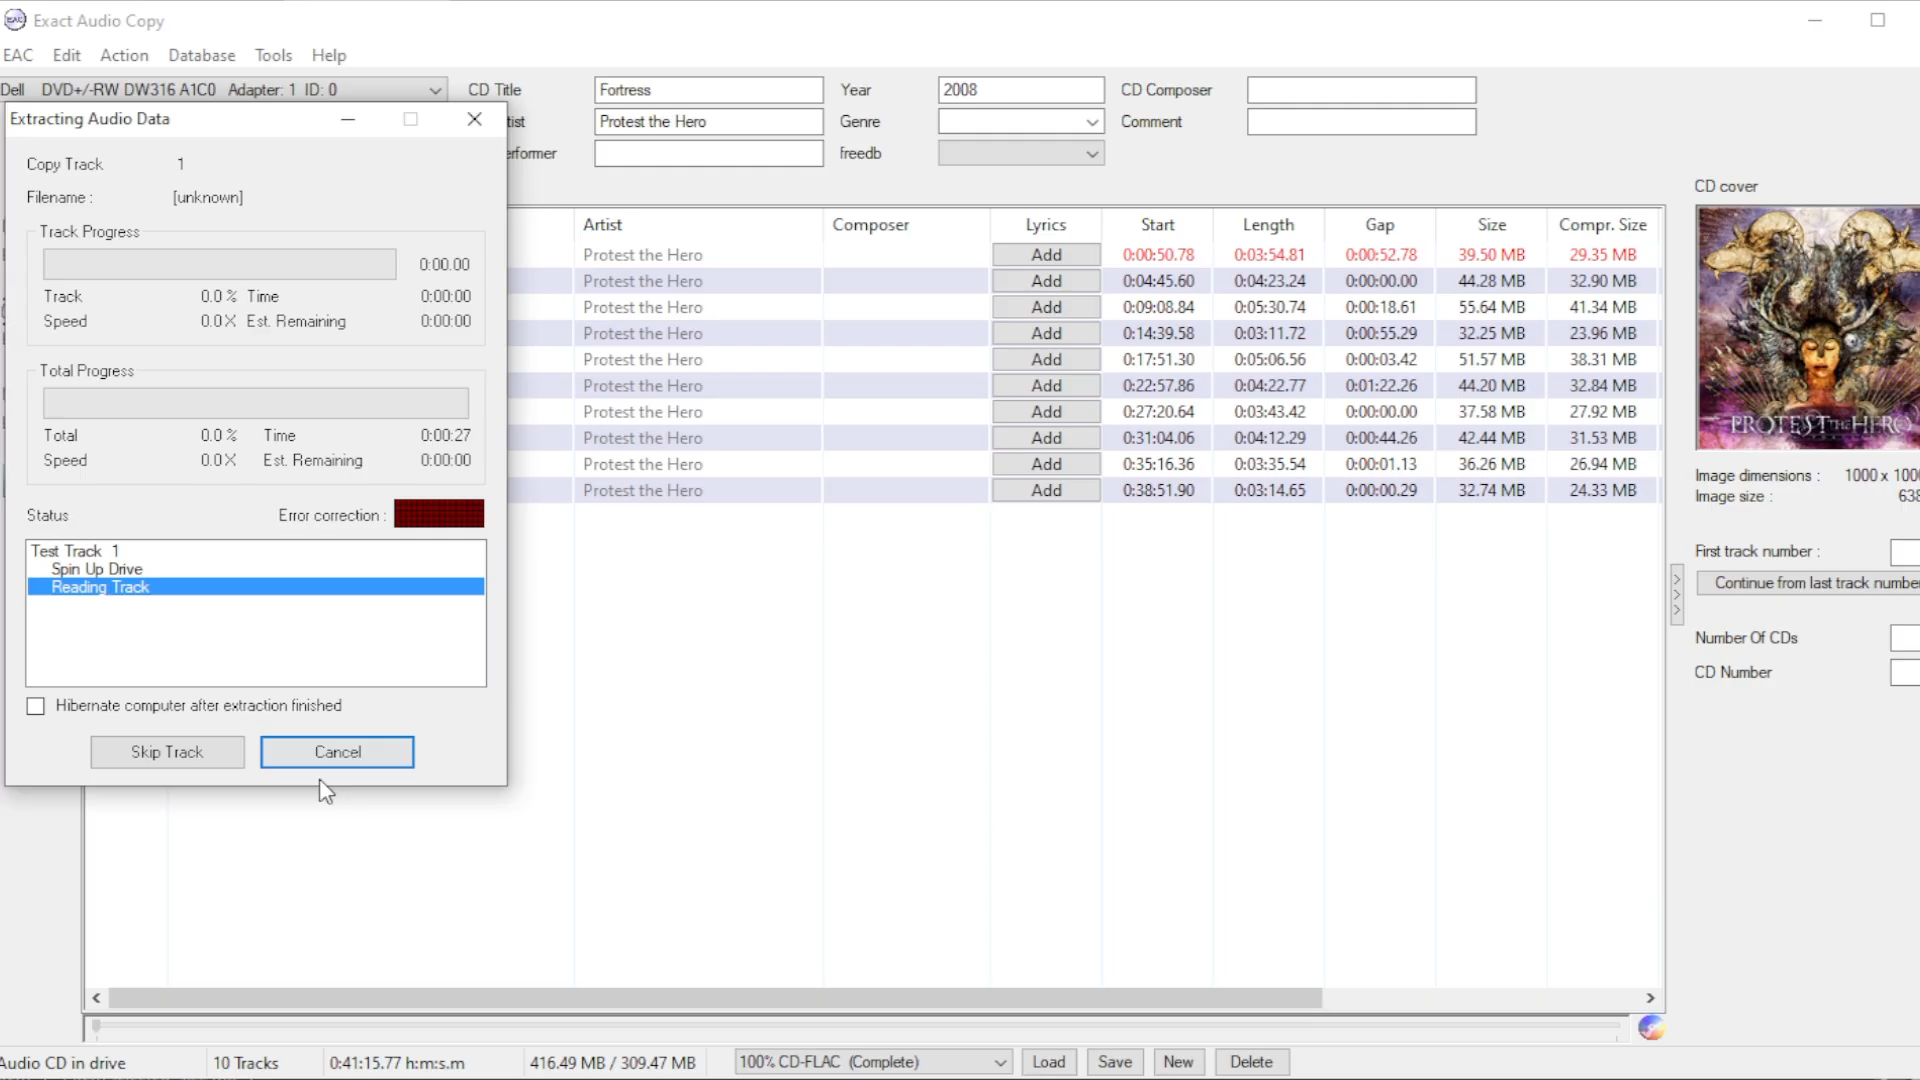 Exact Audio Copy
EAC Edit Action Database Tools Help
Dell DVD+/-RW DW316 A1C0 Adapter: 1 ID: 0
CD Title Fortress Year 2008 CD Composer
tist Protest the Hero Genre Comment
erformer freedb
Extracting Audio Data
Copy Track 1
Filename : [unknown]
Track Progress
0:00.00
Track 0.0 % Time 0:00:00
Speed 0.0 X Est. Remaining 0:00:00
Total Progress
Total 0.0 % Time 0:00:27
Speed 0.0 X Est. Remaining 0:00:00
Status Error correction :
Test Track 1
Spin Up Drive
Reading Track
Hibernate computer after extraction finished
Skip Track Cancel
Artist Composer Lyrics Start Length Gap Size Compr. Size
Protest the Hero Add 0:00:50.78 0:03:54.81 0:00:52.78 39.50 MB 29.35 MB
Protest the Hero Add 0:04:45.60 0:04:23.24 0:00:00.00 44.28 MB 32.90 MB
Protest the Hero Add 0:09:08.84 0:05:30.74 0:00:18.61 55.64 MB 41.34 MB
Protest the Hero Add 0:14:39.58 0:03:11.72 0:00:55.29 32.25 MB 23.96 MB
Protest the Hero Add 0:17:51.30 0:05:06.56 0:00:03.42 51.57 MB 38.31 MB
Protest the Hero Add 0:22:57.86 0:04:22.77 0:01:22.26 44.20 MB 32.84 MB
Protest the Hero Add 0:27:20.64 0:03:43.42 0:00:00.00 37.58 MB 27.92 MB
Protest the Hero Add 0:31:04.06 0:04:12.29 0:00:44.26 42.44 MB 31.53 MB
Protest the Hero Add 0:35:16.36 0:03:35.54 0:00:01.13 36.26 MB 26.94 MB
Protest the Hero Add 0:38:51.90 0:03:14.65 0:00:00.29 32.74 MB 24.33 MB
CD cover
PROTEST THE HERO
Image dimensions : 1000 x 100
Image size : 638
First track number :
Continue from last track number
Number Of CDs
CD Number
Audio CD in drive 10 Tracks 0:41:15.77 h:m:s.m 416.49 MB / 309.47 MB 100% CD-FLAC (Complete) Load Save New Delete